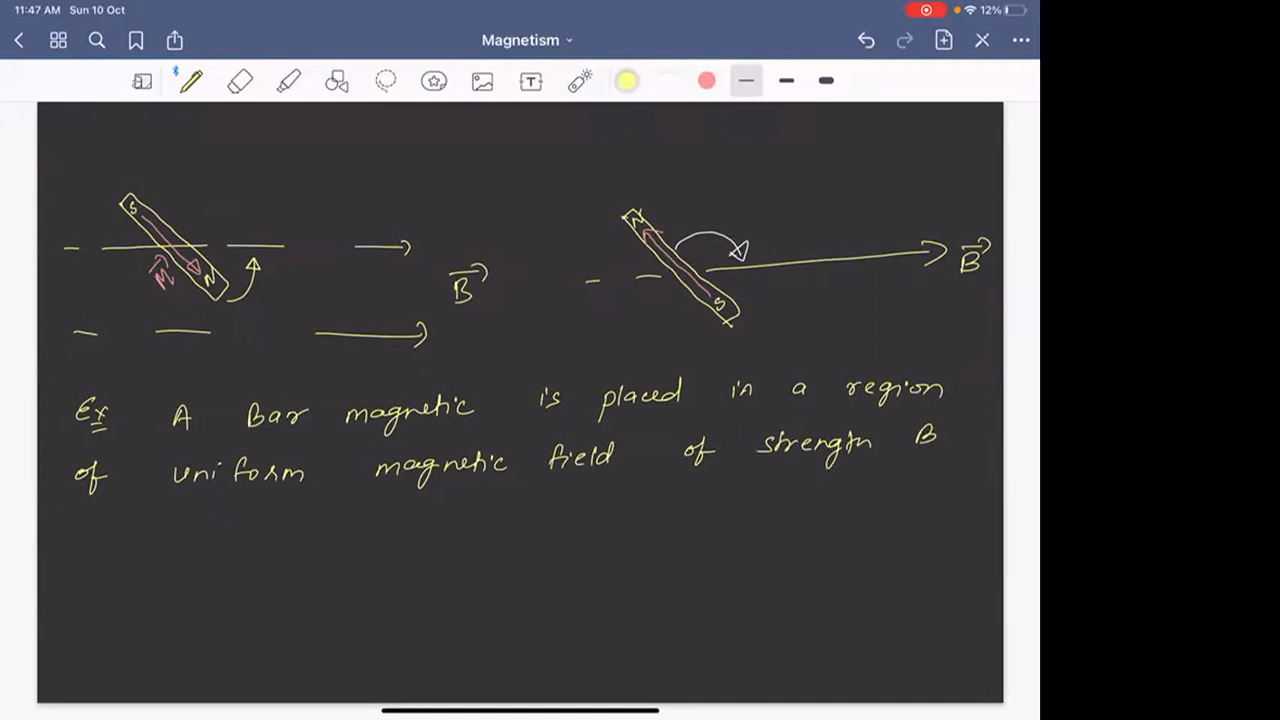 11:47 AM Sun 10 Oct
12%
Magnetism
T
S
M
N
B
N
S
B
Ex A Bar magnetic is placed in a region
of uniform magnetic field of strength B